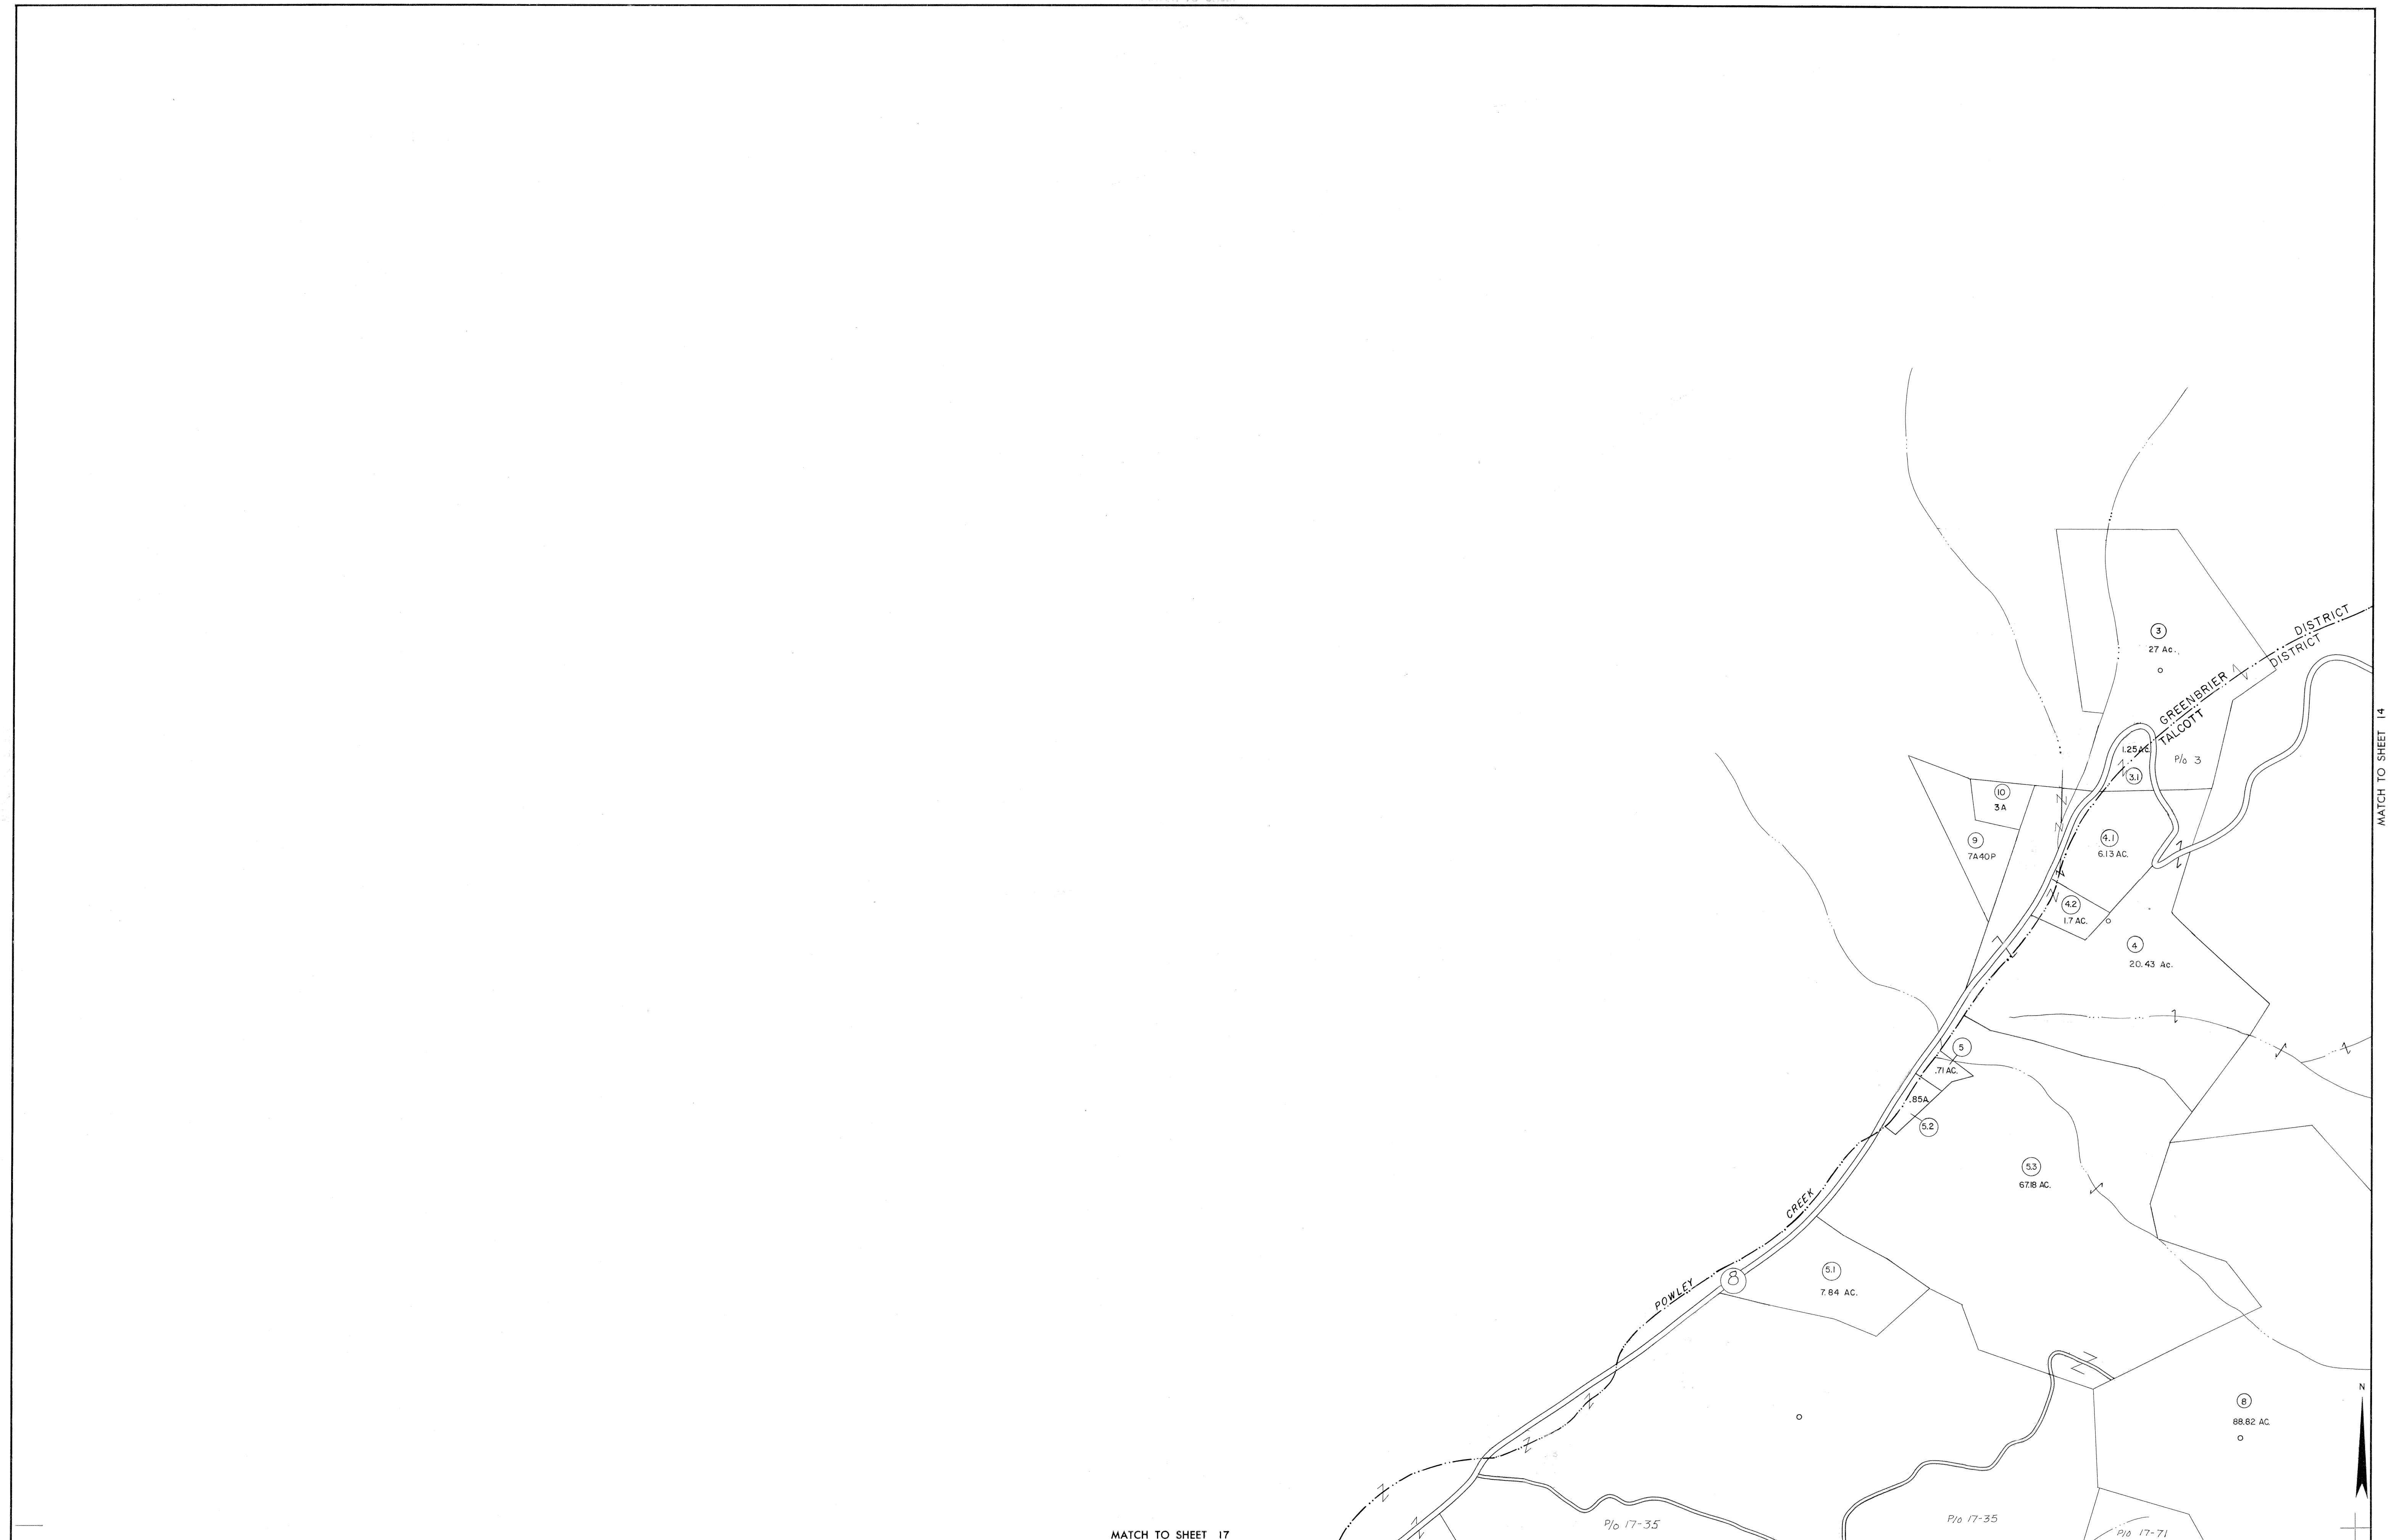 DISTRICT
DISTRICT
3
27 Ac.
GREENBRIER
TALCOTT
MATCH TO SHEET 14
1.25 AC.
P/o 3
3.1
10
3 A
9
7A40P
4.1
6.13 AC.
4.2
1.7 AC.
4
20.43 Ac.
5
.71 AC.
.85A
5.2
5.3
67.18 AC.
CREEK
POWLEY
8
5.1
7.84 AC.
N
8
88.82 AC.
P/o 17-35
P/o 17-35
P/o 17-71
MATCH TO SHEET 17